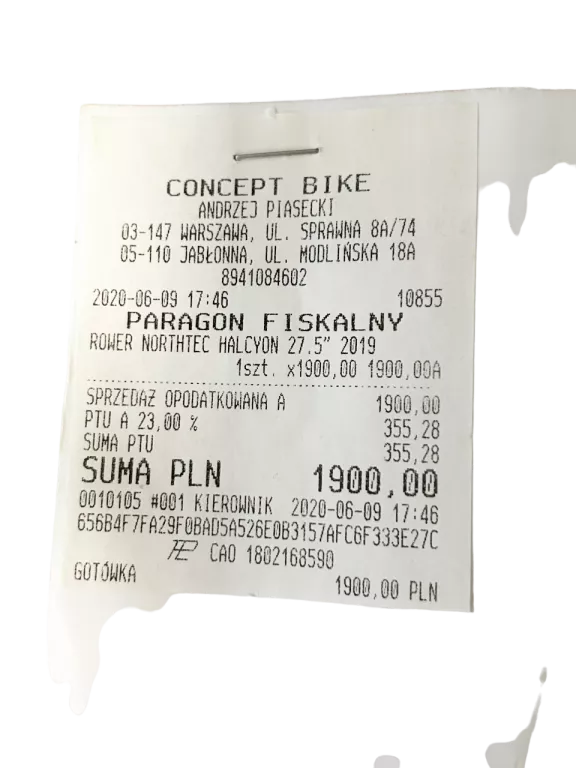 CONCEPT BIKE
ANDRZEJ PIASECKI
03-147 WARSZAWA, UL. SPRAWNA 8A/74
05-110 JABŁONNA, UL. MODLIŃSKA 18A
8941084602
2020-06-09 17:46 10855
PARAGON FISKALNY
ROWER NORTHTEC HALCYON 27.5" 2019
1szt. x1900,00 1900,00A
SPRZEDAŻ OPODATKOWANA A 1900,00
PTU A 23,00 % 355,28
SUMA PTU 355,28
SUMA PLN 1900,00
0010105 #001 KIEROWNIK 2020-06-09 17:46
656B4F7FA29F0BAD5A526E0B3157AFC6F333E27C
CAO 1802168590
GOTÓWKA 1900,00 PLN